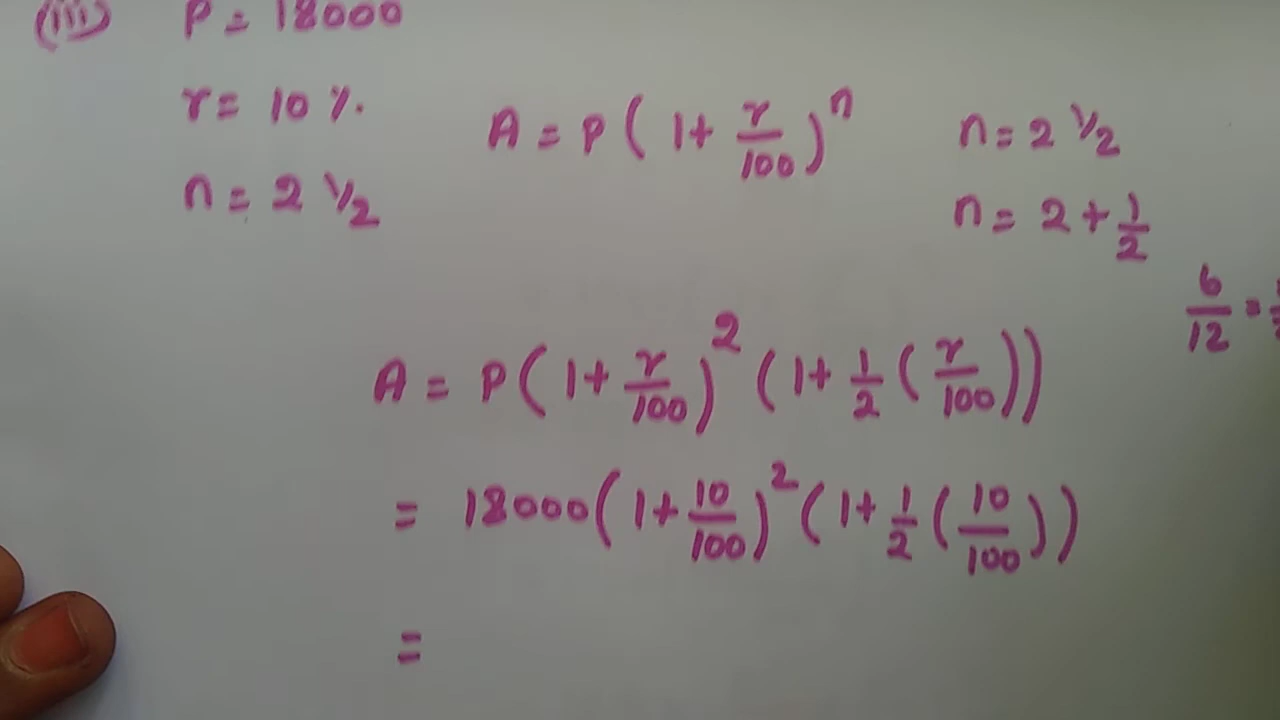 (iii) P = 18000
r = 10 %.
n = 2 1/2
A = P ( 1 + r/100 )^n
n = 2 1/2
n = 2 + 1/2
6/12 =
A = P ( 1 + r/100 )^2 ( 1 + 1/2 ( r/100 ) )
= 18000 ( 1 + 10/100 )^2 ( 1 + 1/2 ( 10/100 ) )
=